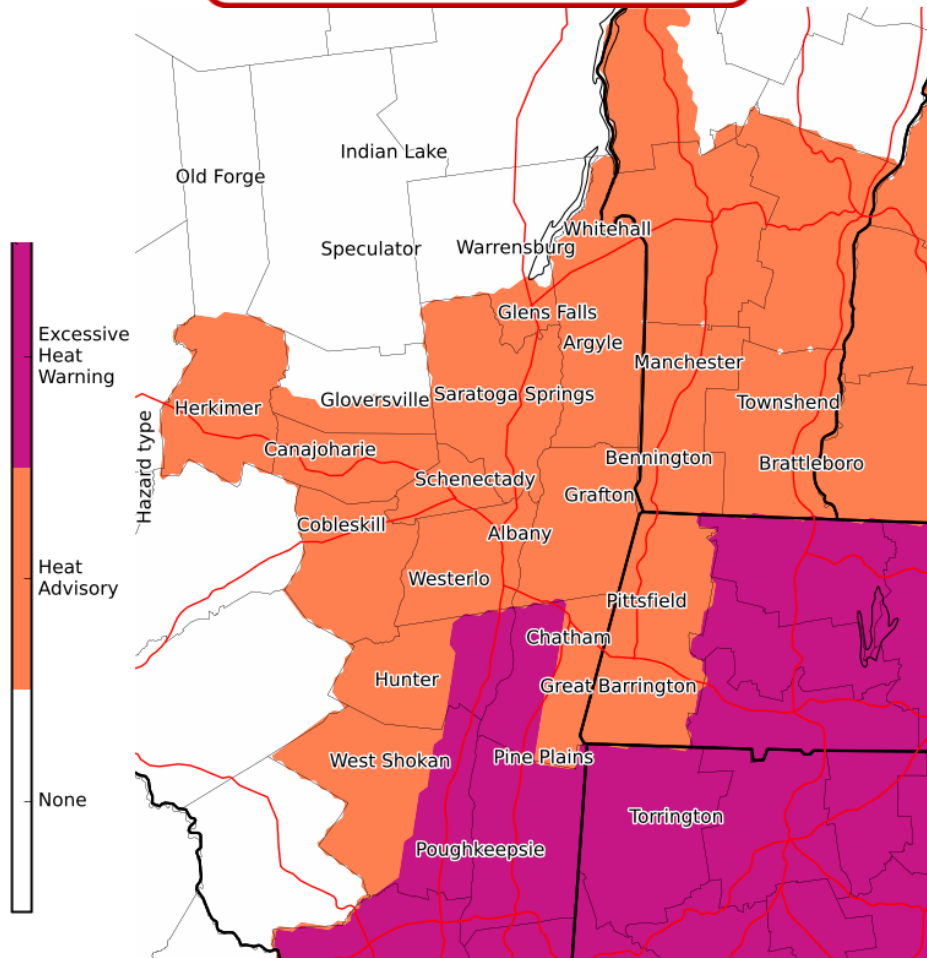 Indian Lake
Old Forge
Whitehall
Speculator
Warrensburg
Glens Falls
Excessive
Heat
Warning
Argyle
Manchester
Saratoga Springs
Gloversville
Townshend
Herkimer
Hazard type
Canajoharie
Bennington
Brattleboro
Schenectady
Grafton
Cobleskill
Albany
Heat
Advisory
Westerlo
Pittsfield
Chatham
Hunter
Great Barrington
West Shokan
Pine Plains
None
Torrington
Poughkeepsie